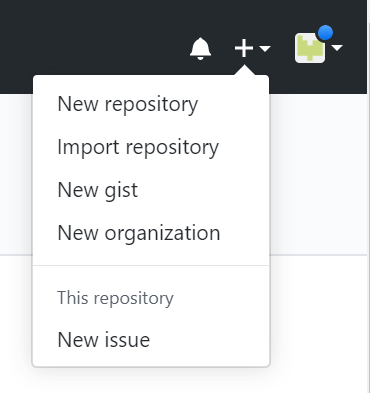 New repository
Import repository
New gist
New organization
This repository
New issue